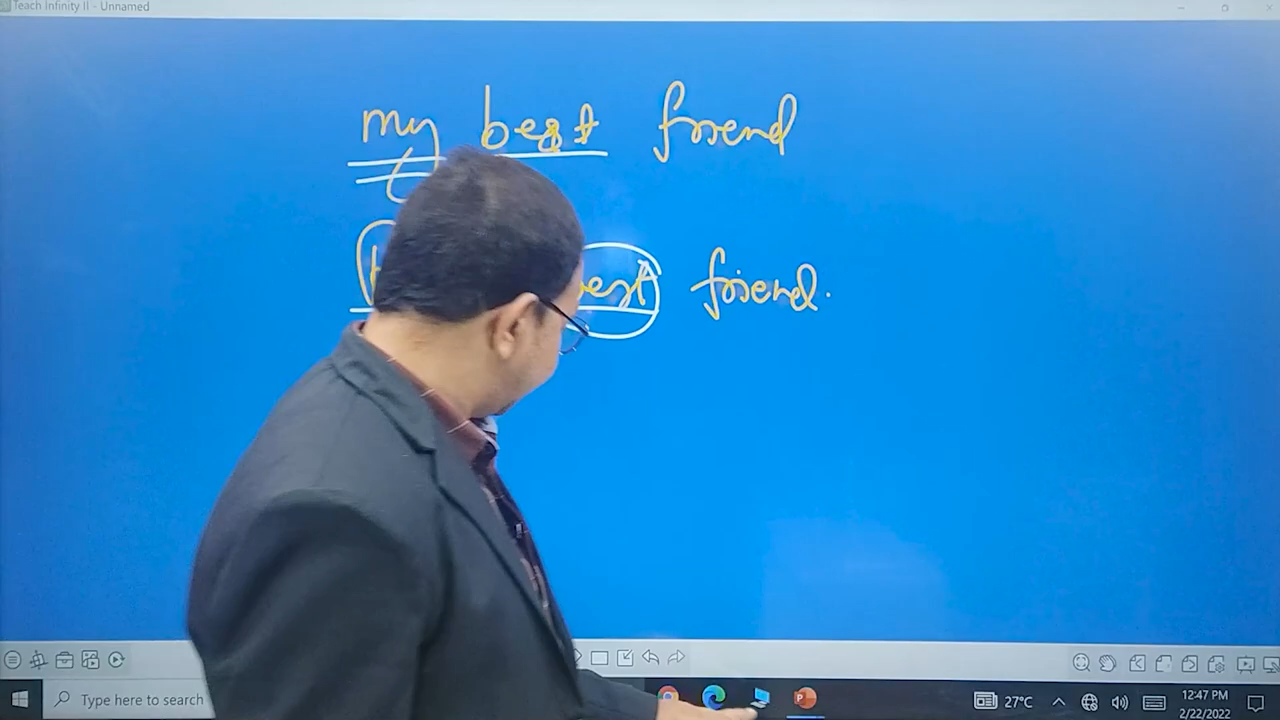 Teach Infinity II - Unnamed
my best friend
friend.
Type here to search
27°C
12:47 PM
2/22/2022